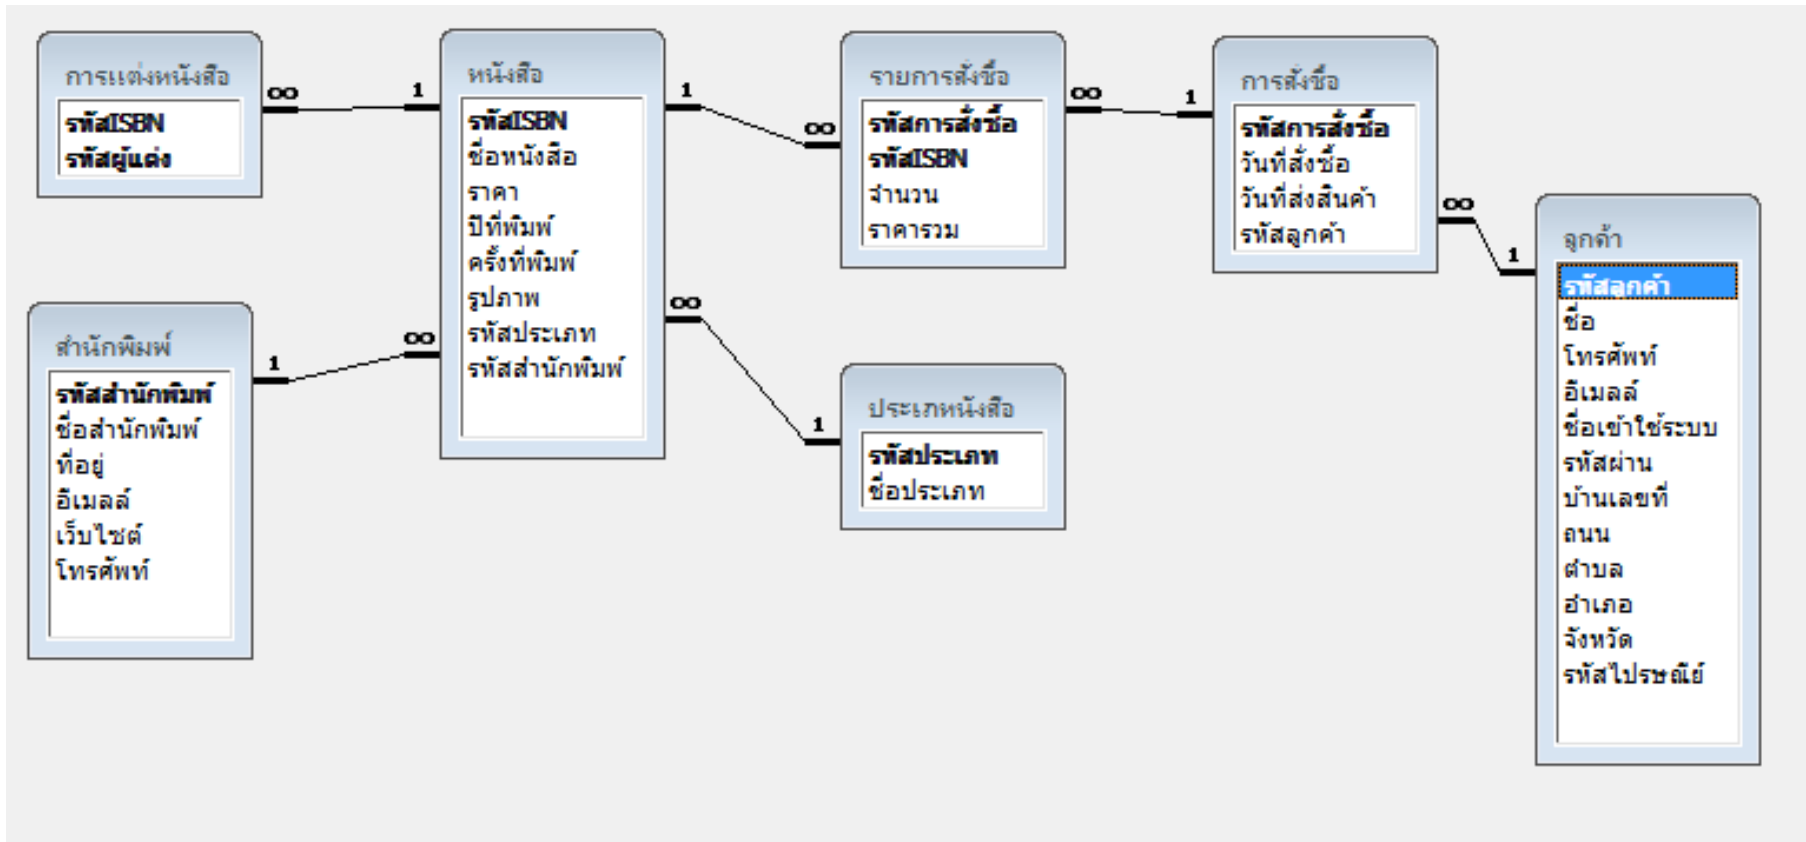 การแต่งหนังสือ
รหัสISBN
รหัสผู้แต่ง
∞
1
หนังสือ
รหัสISBN
ชื่อหนังสือ
ราคา
ปีที่พิมพ์
ครั้งที่พิมพ์
รูปภาพ
รหัสประเภท
รหัสสำนักพิมพ์
1
∞
รายการสั่งซื้อ
รหัสการสั่งซื้อ
รหัสISBN
จำนวน
ราคารวม
∞
1
การสั่งซื้อ
รหัสการสั่งซื้อ
วันที่สั่งซื้อ
วันที่ส่งสินค้า
รหัสลูกค้า
∞
1
ลูกค้า
รหัสลูกค้า
ชื่อ
โทรศัพท์
อีเมลล์
ชื่อเข้าใช้ระบบ
รหัสผ่าน
บ้านเลขที่
ถนน
ตำบล
อำเภอ
จังหวัด
รหัสไปรษณีย์
สำนักพิมพ์
รหัสสำนักพิมพ์
ชื่อสำนักพิมพ์
ที่อยู่
อีเมลล์
เว็บไซต์
โทรศัพท์
1
∞
∞
1
ประเภทหนังสือ
รหัสประเภท
ชื่อประเภท